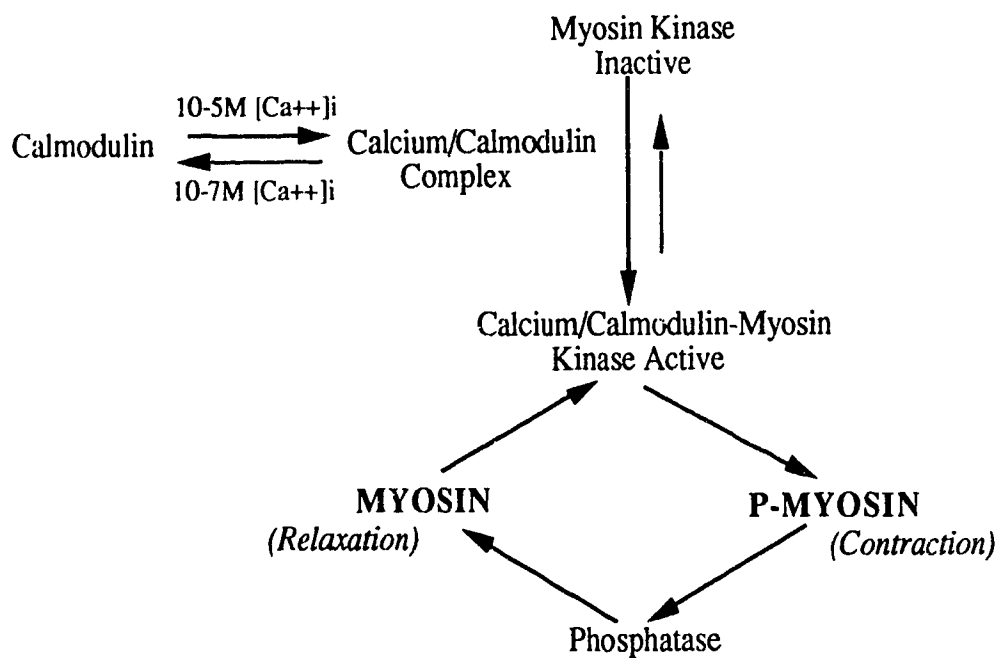 Myosin Kinase
Inactive
10-5M [Ca++]i
Calmodulin
Calcium/Calmodulin
Complex
10-7M [Ca++]i
Calcium/Calmodulin-Myosin
Kinase Active
MYOSIN
(Relaxation)
P-MYOSIN
(Contraction)
Phosphatase